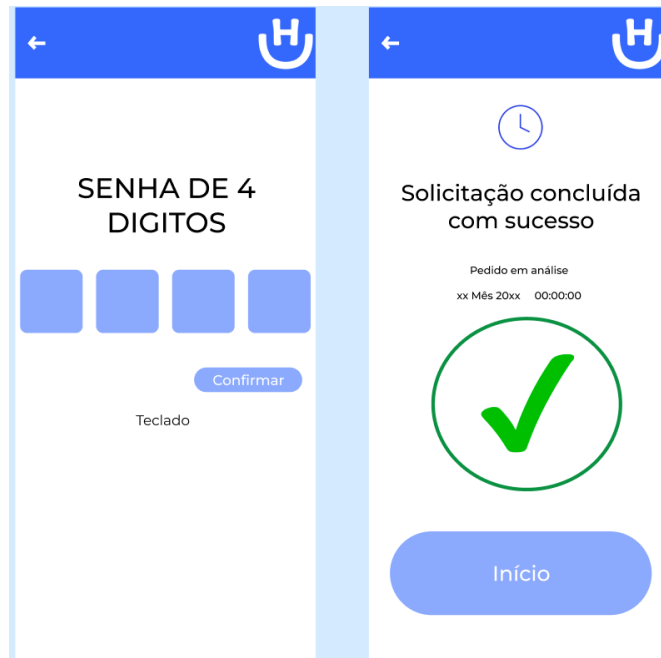 H
SENHA DE 4
DIGITOS
Confirmar
Teclado
H
Solicitação concluída
com sucesso
Pedido em análise
xx Mês 20xx 00:00:00
Início